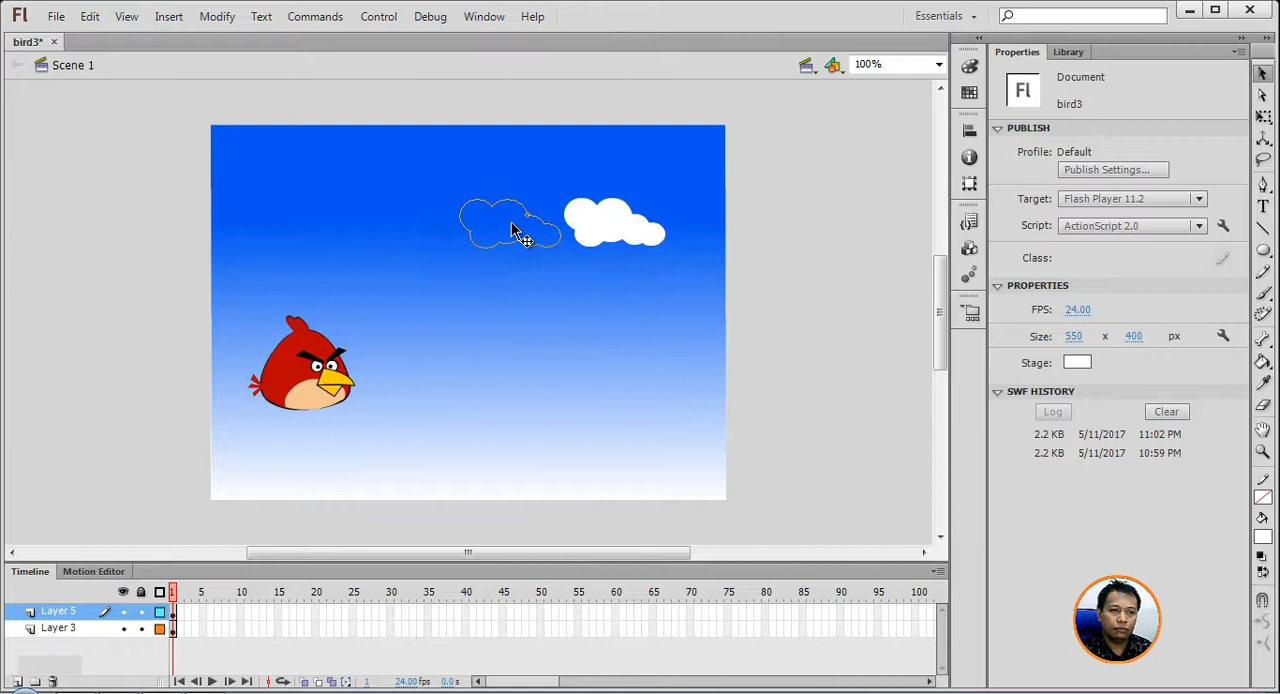 Fl File Edit View Insert Modify Text Commands Control Debug Window Help Essentials
bird3* ×
Scene 1 100%
Properties Library
Fl Document
bird3
PUBLISH
Profile: Default
Publish Settings...
Target: Flash Player 11.2
Script: ActionScript 2.0
Class:
PROPERTIES
FPS: 24.00
Size: 550 x 400 px
Stage:
SWF HISTORY
Log Clear
2.2 KB 5/11/2017 11:02 PM
2.2 KB 5/11/2017 10:59 PM
Timeline Motion Editor
1 5 10 15 20 25 30 35 40 45 50 55 60 65 70 75 80 85 90 95 100
Layer 5
Layer 3
1 24.00 fps 0.0 s